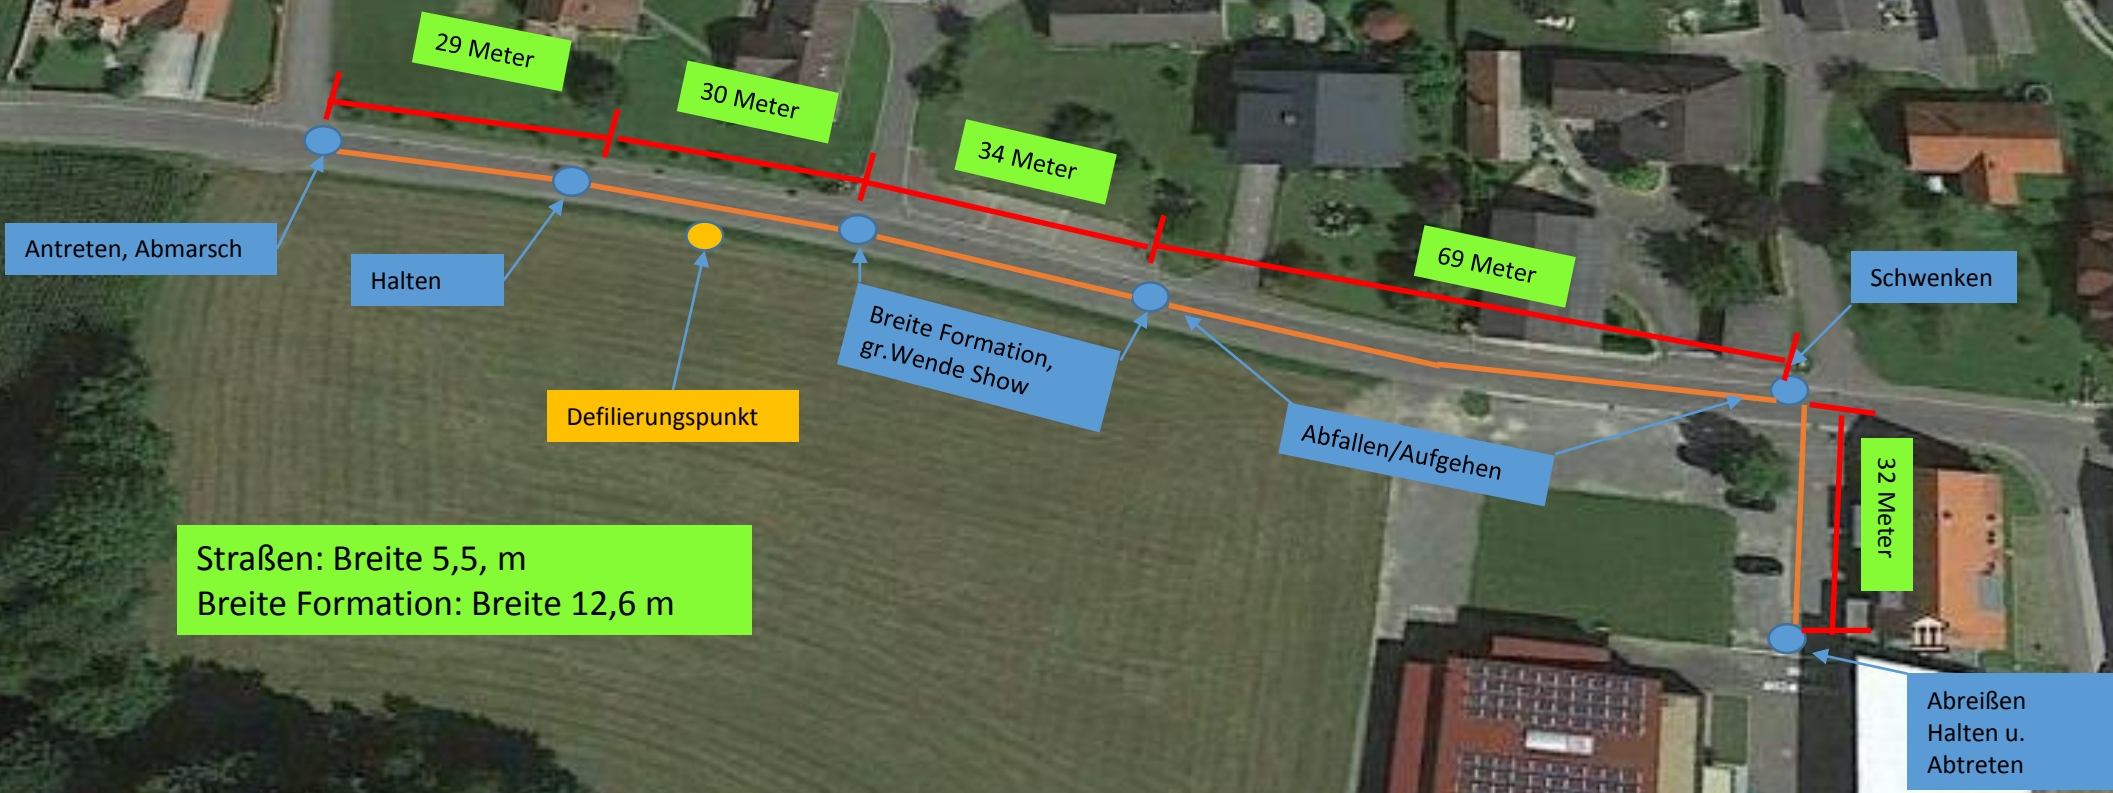 29 Meter
30 Meter
34 Meter
69 Meter
Antreten, Abmarsch
Halten
Schwenken
Breite Formation,
gr.Wende Show
Defilierungspunkt
Abfallen/Aufgehen
32 Meter
Straßen: Breite 5,5, m
Breite Formation: Breite 12,6 m
Abreißen
Halten u.
Abtreten